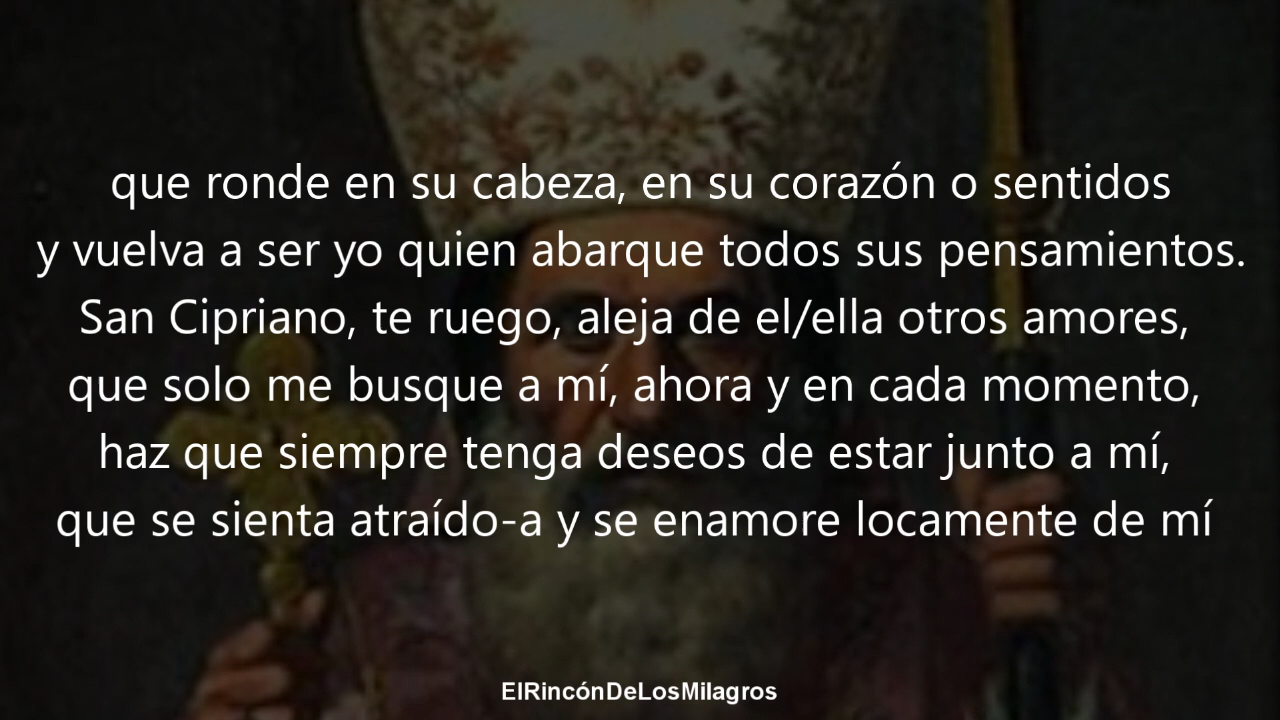 que ronde en su cabeza, en su corazón o sentidos
y vuelva a ser yo quien abarque todos sus pensamientos.
San Cipriano, te ruego, aleja de el/ella otros amores,
que solo me busque a mí, ahora y en cada momento,
haz que siempre tenga deseos de estar junto a mí,
que se sienta atraído-a y se enamore locamente de mí
ElRincónDeLosMilagros